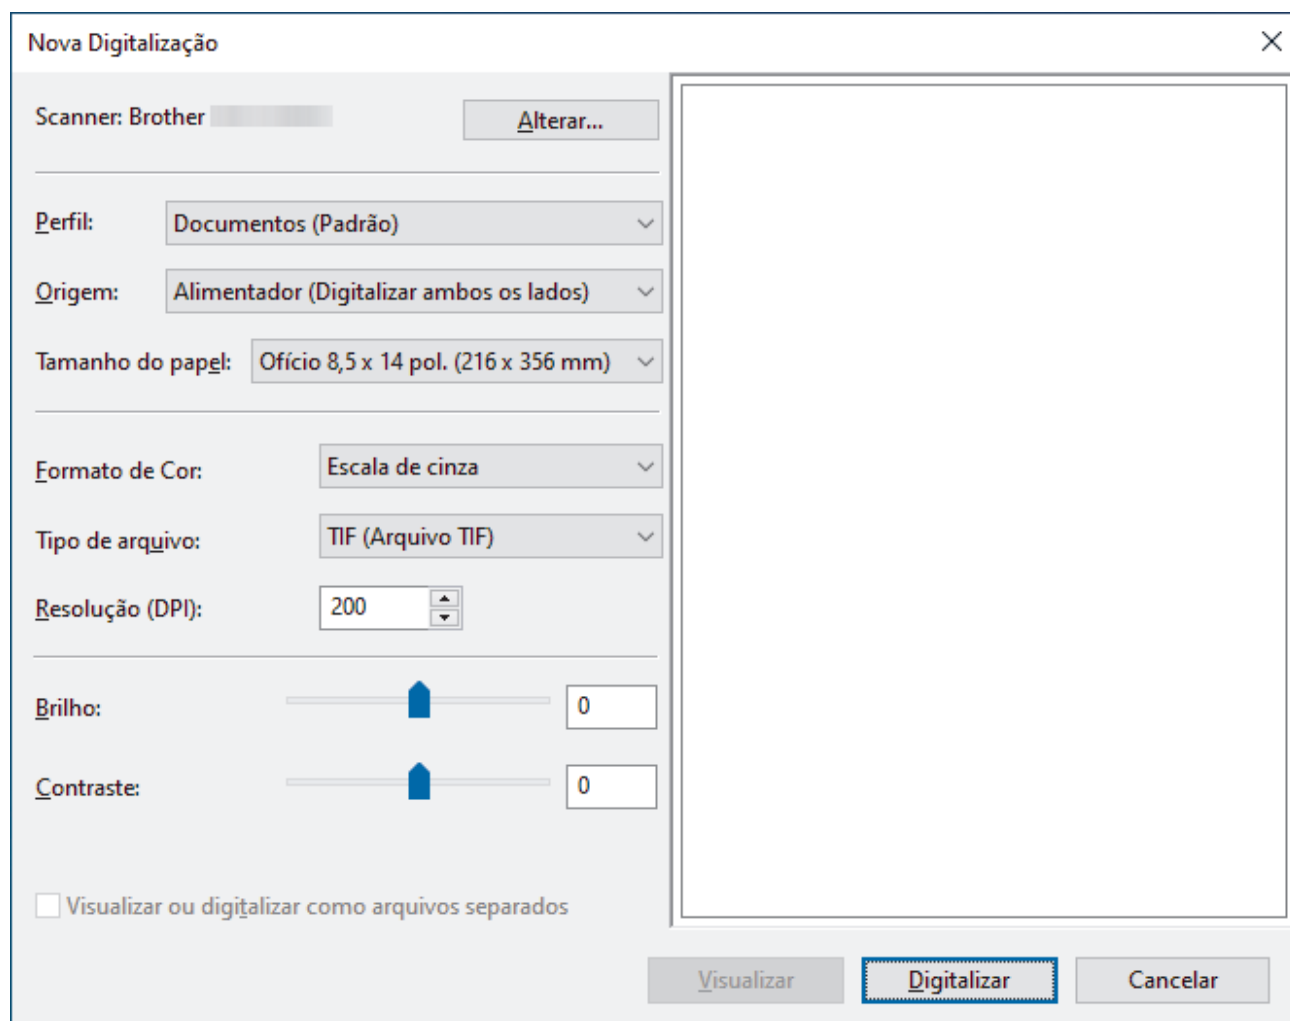 Nova Digitalização
Scanner: Brother
Alterar...
Perfil: Documentos (Padrão)
Origem: Alimentador (Digitalizar ambos os lados)
Tamanho do papel: Ofício 8,5 x 14 pol. (216 x 356 mm)
Formato de Cor: Escala de cinza
Tipo de arquivo: TIF (Arquivo TIF)
Resolução (DPI): 200
Brilho: 0
Contraste: 0
Visualizar ou digitalizar como arquivos separados
Visualizar Digitalizar Cancelar